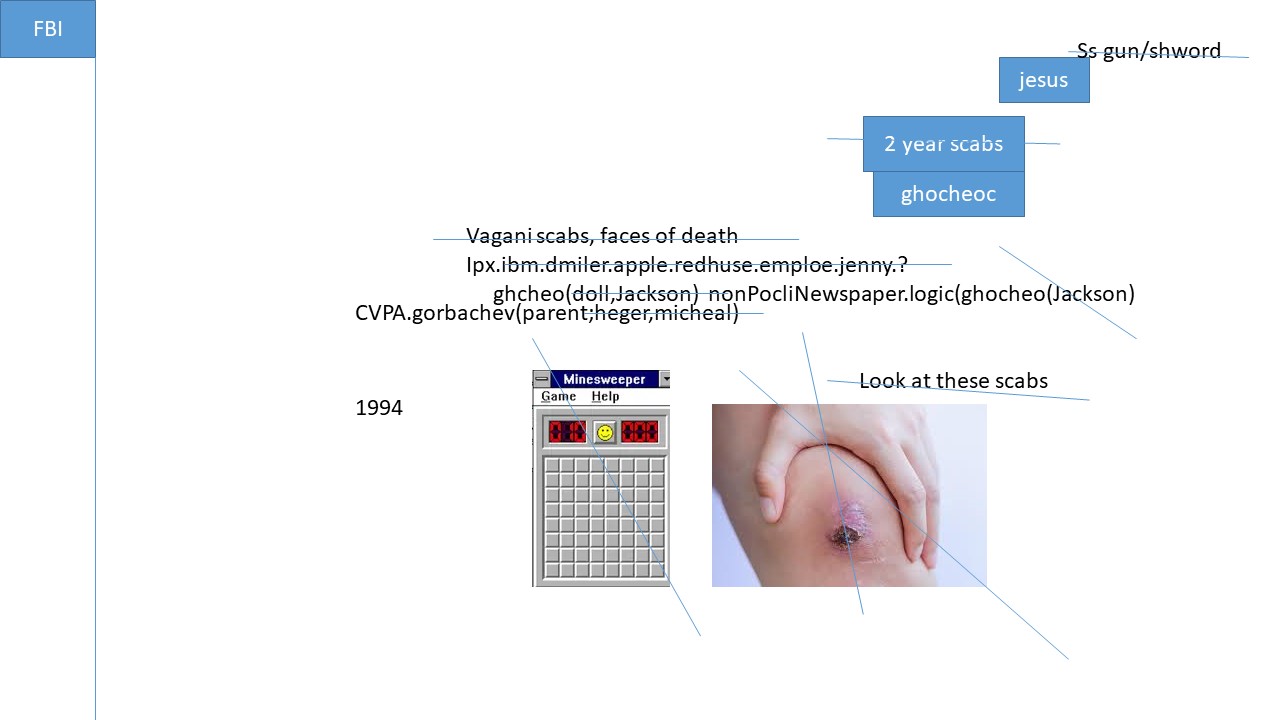 FBI
Ss gun/shword
jesus
2 year scabs
ghocheoc
Vagani scabs, faces of death
Ipx.ibm.dmiler.apple.redhuse.emploe.jenny.?
ghcheo(doll,Jackson) nonPocliNewspaper.logic(ghocheo(Jackson)
CVPA.gorbachev(parent;heger,micheal)
Minesweeper
Game Help
Look at these scabs
1994